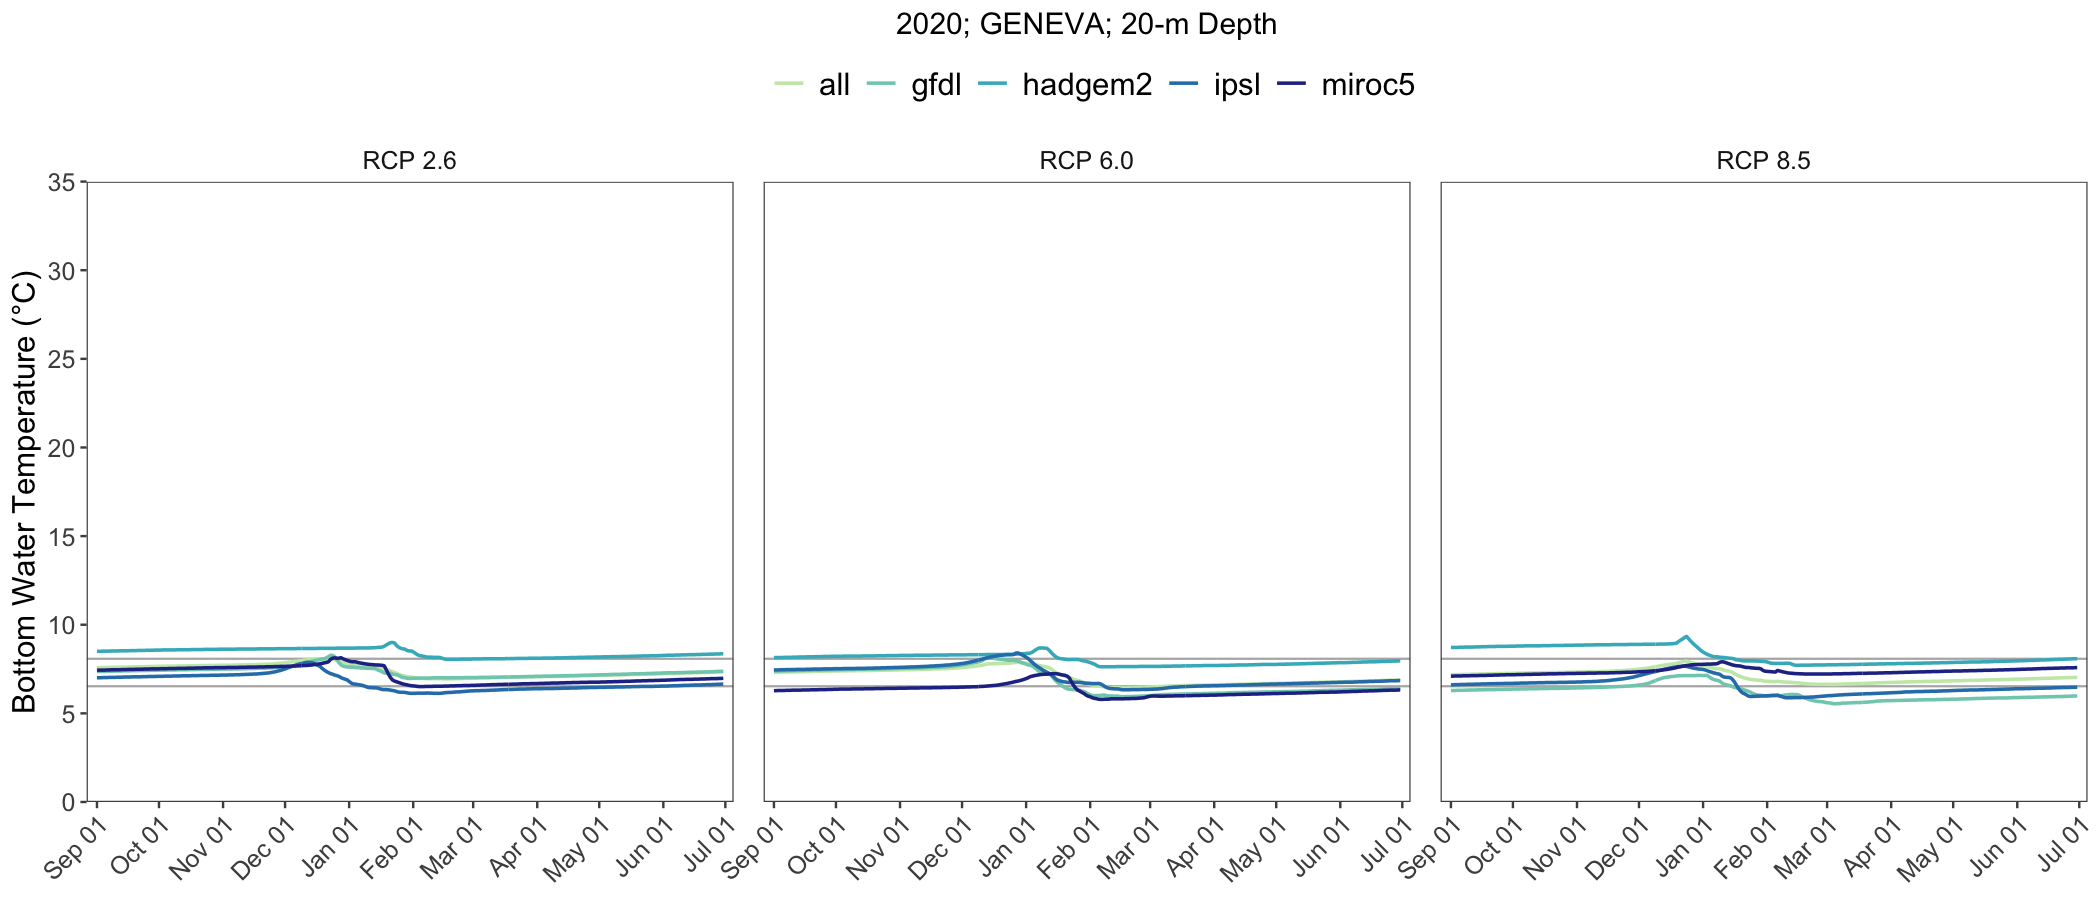 2020; GENEVA; 20-m Depth
all gfdl hadgem2 ipsl miroc5
RCP 2.6 RCP 6.0 RCP 8.5
Bottom Water Temperature (°C)
35
30
25
20
15
10
5
0
Sep 01 Oct 01 Nov 01 Dec 01 Jan 01 Feb 01 Mar 01 Apr 01 May 01 Jun 01 Jul 01 Sep 01 Oct 01 Nov 01 Dec 01 Jan 01 Feb 01 Mar 01 Apr 01 May 01 Jun 01 Jul 01 Sep 01 Oct 01 Nov 01 Dec 01 Jan 01 Feb 01 Mar 01 Apr 01 May 01 Jun 01 Jul 01